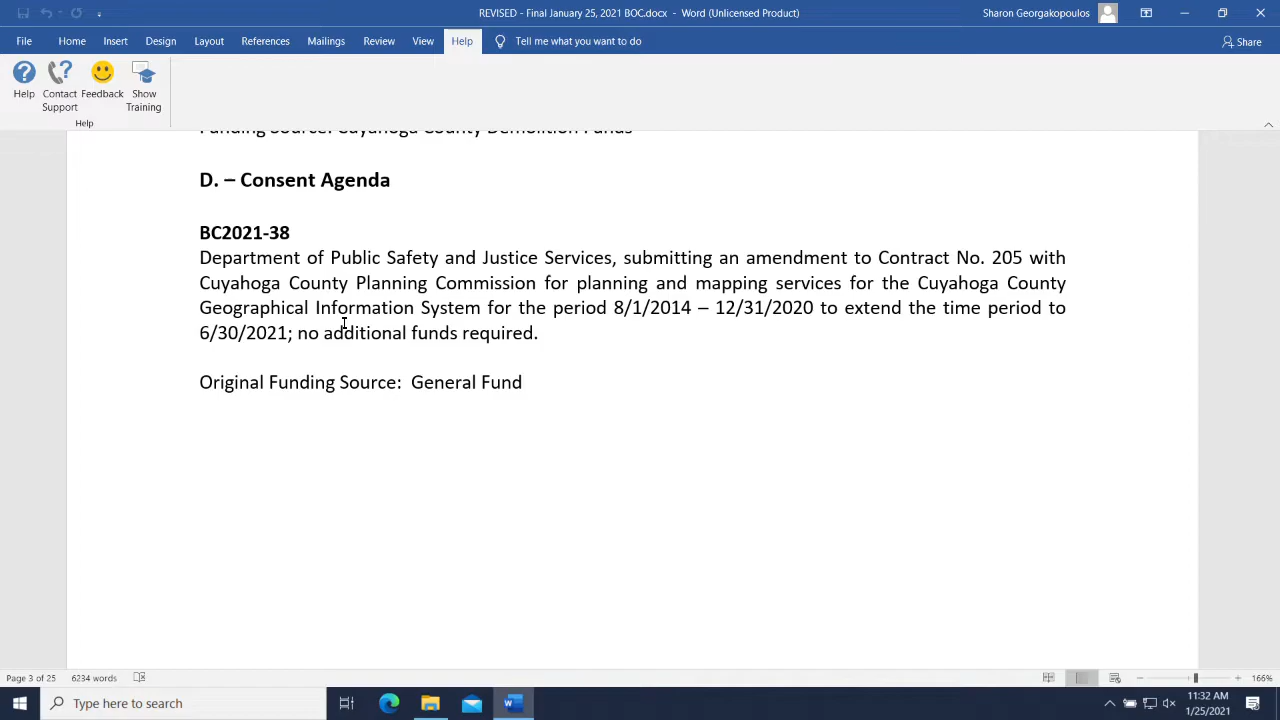 REVISED - Final January 25, 2021 BOC.docx - Word (Unlicensed Product)
Sharon Georgakopoulos
File Home Insert Design Layout References Mailings Review View Help Tell me what you want to do Share
Help Contact Support Feedback Show Training
Help
Funding Source: Cuyahoga County Demolition Funds
D. – Consent Agenda
BC2021-38
Department of Public Safety and Justice Services, submitting an amendment to Contract No. 205 with
Cuyahoga County Planning Commission for planning and mapping services for the Cuyahoga County
Geographical Information System for the period 8/1/2014 – 12/31/2020 to extend the time period to
6/30/2021; no additional funds required.
Original Funding Source:  General Fund
Page 3 of 25 6234 words 166%
Type here to search
11:32 AM
1/25/2021